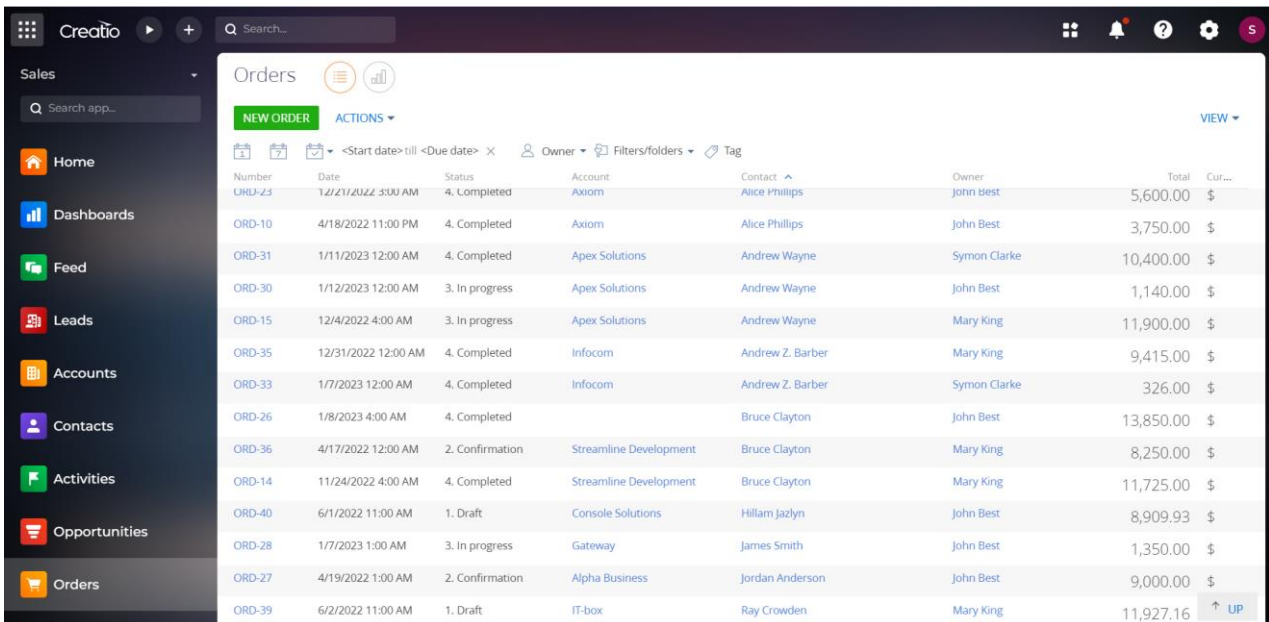 Creatio Search...
Sales
Search app...
Home
Dashboards
Feed
Leads
Accounts
Contacts
Activities
Opportunities
Orders
S
Orders
NEW ORDER ACTIONS VIEW
1 7 <Start date> till <Due date> Owner Filters/folders Tag
Number Date Status Account Contact Owner Total Cur...
ORD-23 12/21/2022 3:00 AM 4. Completed Axiom Alice Phillips John Best 5,600.00 $
ORD-10 4/18/2022 11:00 PM 4. Completed Axiom Alice Phillips John Best 3,750.00 $
ORD-31 1/11/2023 12:00 AM 4. Completed Apex Solutions Andrew Wayne Symon Clarke 10,400.00 $
ORD-30 1/12/2023 12:00 AM 3. In progress Apex Solutions Andrew Wayne John Best 1,140.00 $
ORD-15 12/4/2022 4:00 AM 3. In progress Apex Solutions Andrew Wayne Mary King 11,900.00 $
ORD-35 12/31/2022 12:00 AM 4. Completed Infocom Andrew Z. Barber Mary King 9,415.00 $
ORD-33 1/7/2023 12:00 AM 4. Completed Infocom Andrew Z. Barber Symon Clarke 326.00 $
ORD-26 1/8/2023 4:00 AM 4. Completed Bruce Clayton John Best 13,850.00 $
ORD-36 4/17/2022 12:00 AM 2. Confirmation Streamline Development Bruce Clayton Mary King 8,250.00 $
ORD-14 11/24/2022 4:00 AM 4. Completed Streamline Development Bruce Clayton Mary King 11,725.00 $
ORD-40 6/1/2022 11:00 AM 1. Draft Console Solutions Hillam Jazlyn John Best 8,909.93 $
ORD-28 1/7/2023 1:00 AM 3. In progress Gateway James Smith John Best 1,350.00 $
ORD-27 4/19/2022 1:00 AM 2. Confirmation Alpha Business Jordan Anderson John Best 9,000.00 $
ORD-39 6/2/2022 11:00 AM 1. Draft IT-box Ray Crowden Mary King 11,927.16
UP